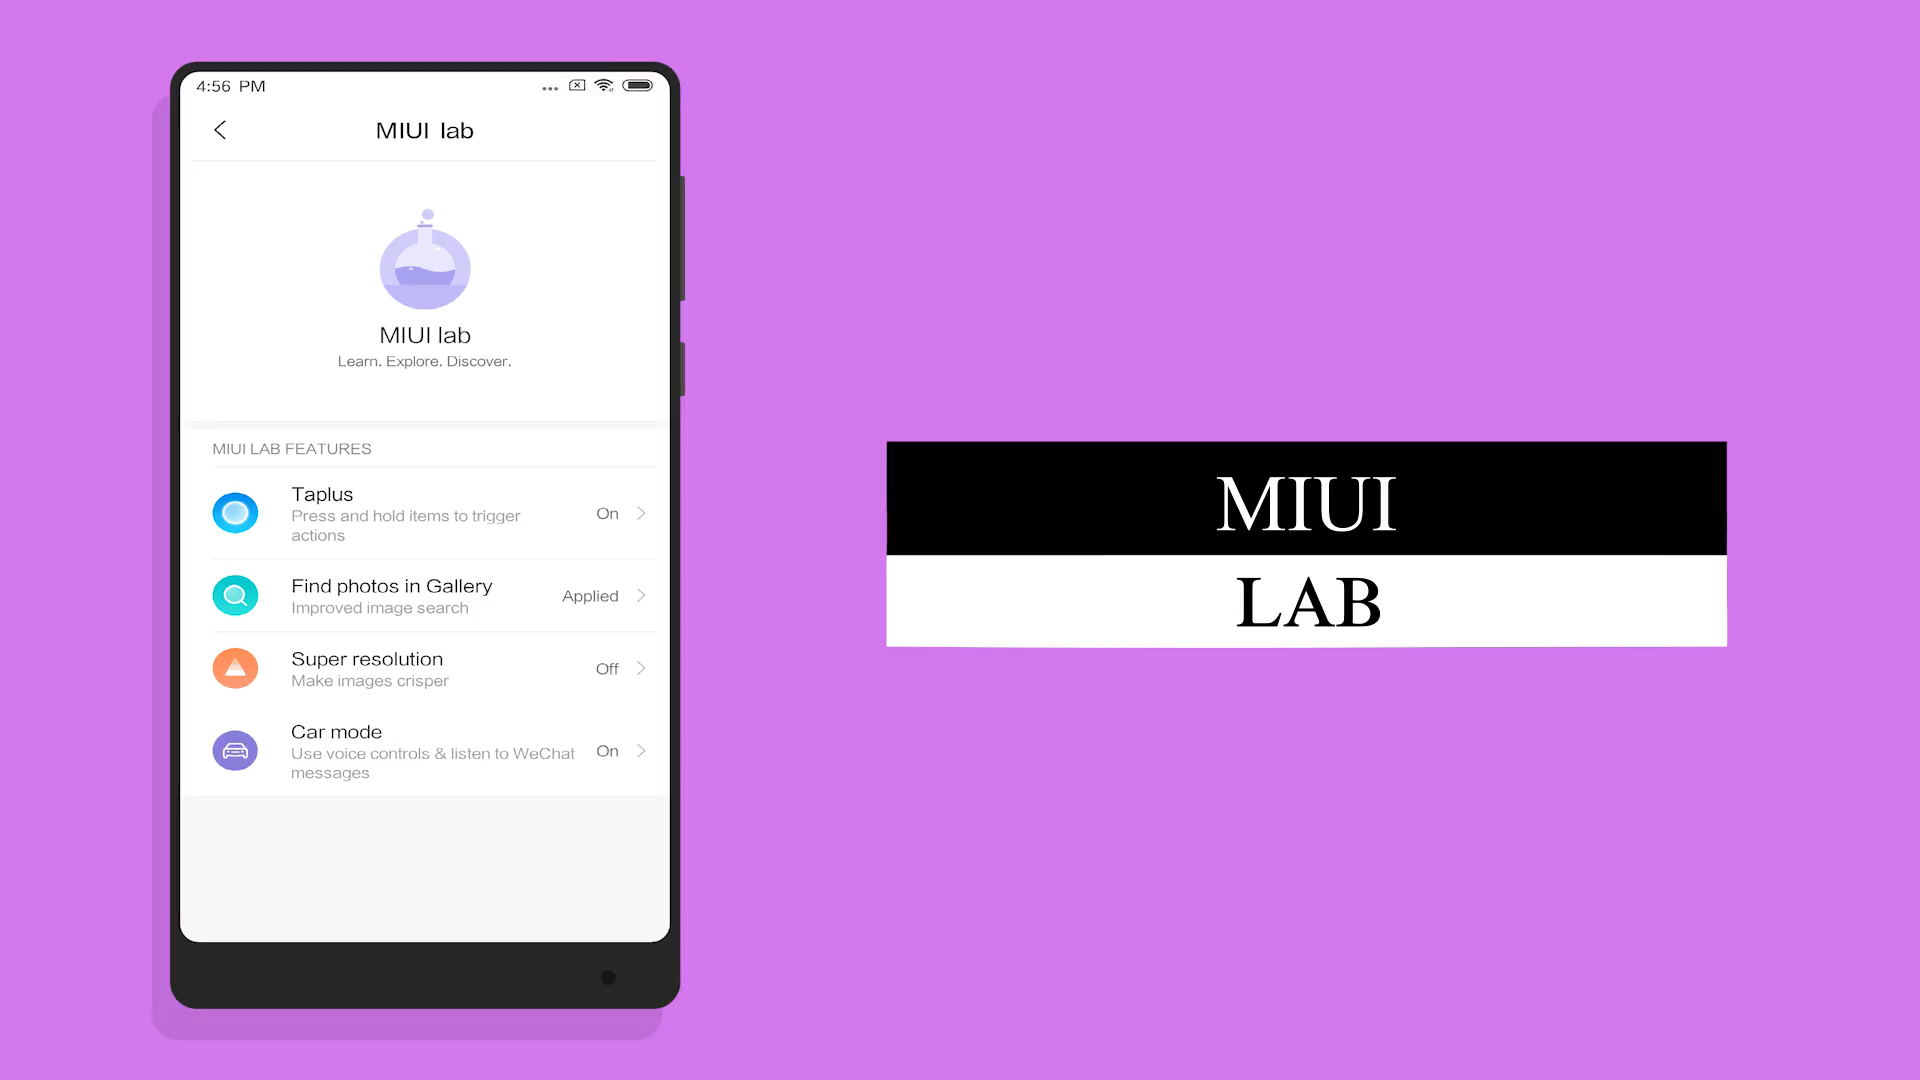 4:56 PM
MIUI lab
MIUI lab
Learn. Explore. Discover.
MIUI LAB FEATURES
Taplus
Press and hold items to trigger
actions
On
Find photos in Gallery
Improved image search
Applied
Super resolution
Make images crisper
Off
Car mode
Use voice controls & listen to WeChat
messages
On
MIUI
LAB